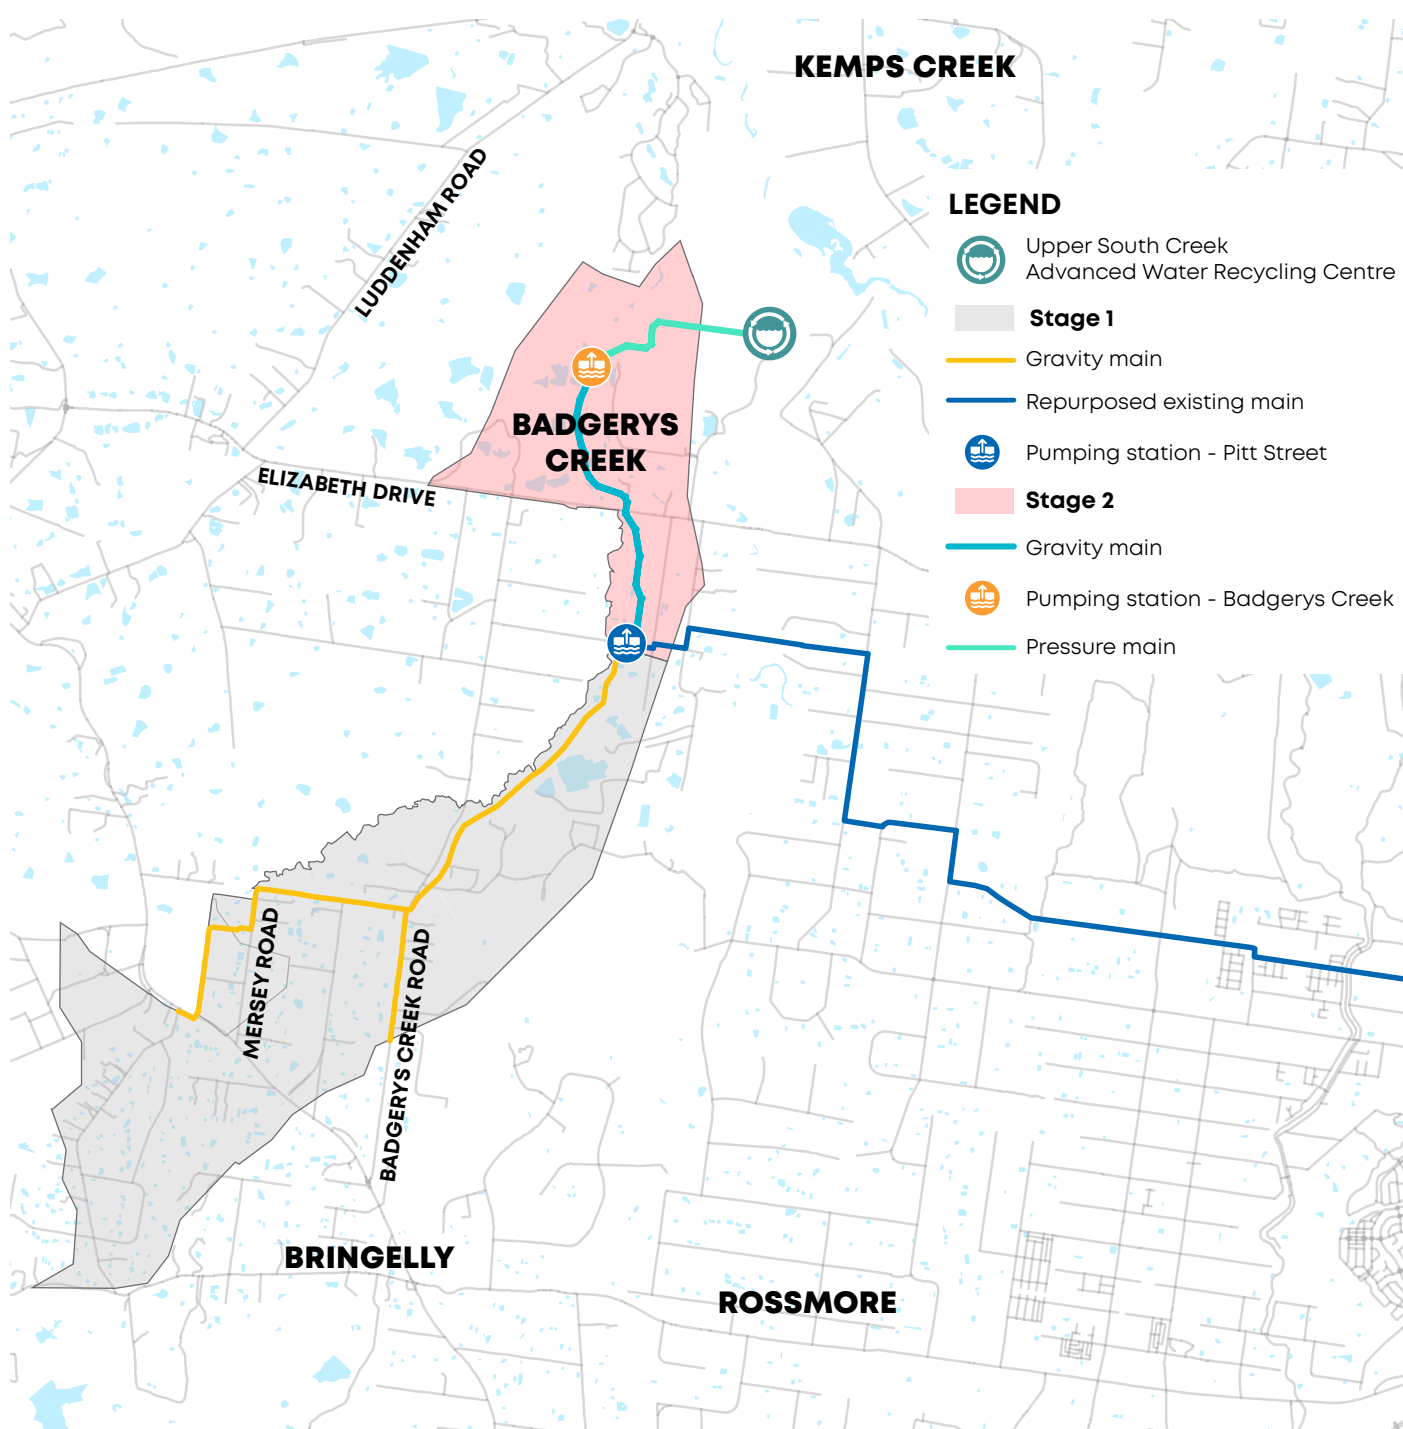 KEMPS CREEK
LUDDENHAM ROAD
LEGEND
Upper South Creek
Advanced Water Recycling Centre
Stage 1
Gravity main
Repurposed existing main
Pumping station - Pitt Street
Stage 2
Gravity main
Pumping station - Badgerys Creek
Pressure main
BADGERYS
CREEK
ELIZABETH DRIVE
MERSEY ROAD
BADGERYS CREEK ROAD
BRINGELLY
ROSSMORE